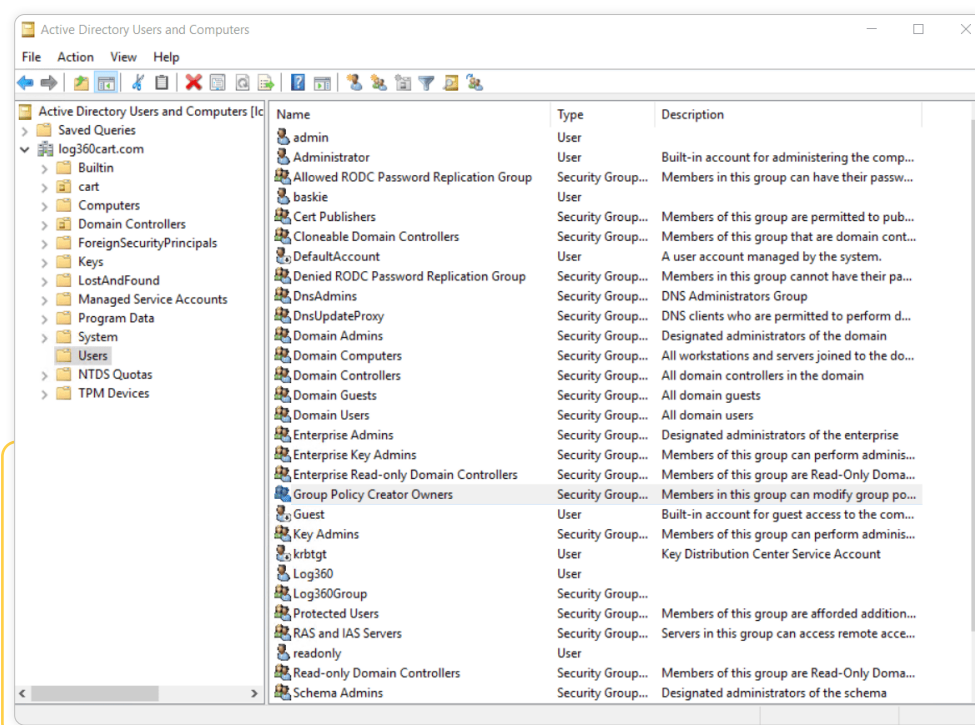 Active Directory Users and Computers
File Action View Help
Active Directory Users and Computers [lc
Saved Queries
log360cart.com
Builtin
cart
Computers
Domain Controllers
ForeignSecurityPrincipals
Keys
LostAndFound
Managed Service Accounts
Program Data
System
Users
NTDS Quotas
TPM Devices
Name Type Description
admin User
Administrator User Built-in account for administering the comp...
Allowed RODC Password Replication Group Security Group... Members in this group can have their passw...
baskie User
Cert Publishers Security Group... Members of this group are permitted to pub...
Cloneable Domain Controllers Security Group... Members of this group that are domain cont...
DefaultAccount User A user account managed by the system.
Denied RODC Password Replication Group Security Group... Members in this group cannot have their pa...
DnsAdmins Security Group... DNS Administrators Group
DnsUpdateProxy Security Group... DNS clients who are permitted to perform d...
Domain Admins Security Group... Designated administrators of the domain
Domain Computers Security Group... All workstations and servers joined to the do...
Domain Controllers Security Group... All domain controllers in the domain
Domain Guests Security Group... All domain guests
Domain Users Security Group... All domain users
Enterprise Admins Security Group... Designated administrators of the enterprise
Enterprise Key Admins Security Group... Members of this group can perform adminis...
Enterprise Read-only Domain Controllers Security Group... Members of this group are Read-Only Doma...
Group Policy Creator Owners Security Group... Members in this group can modify group po...
Guest User Built-in account for guest access to the com...
Key Admins Security Group... Members of this group can perform adminis...
krbtgt User Key Distribution Center Service Account
Log360 User
Log360Group Security Group...
Protected Users Security Group... Members of this group are afforded addition...
RAS and IAS Servers Security Group... Servers in this group can access remote acce...
readonly User
Read-only Domain Controllers Security Group... Members of this group are Read-Only Doma...
Schema Admins Security Group... Designated administrators of the schema